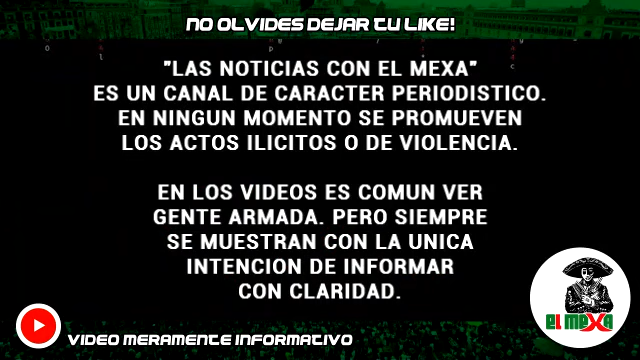 NO OLVIDES DEJAR TU LIKE!
"LAS NOTICIAS CON EL MEXA"
ES UN CANAL DE CARACTER PERIODISTICO.
EN NINGUN MOMENTO SE PROMUEVEN
LOS ACTOS ILICITOS O DE VIOLENCIA.
EN LOS VIDEOS ES COMUN VER
GENTE ARMADA. PERO SIEMPRE
SE MUESTRAN CON LA UNICA
INTENCION DE INFORMAR
CON CLARIDAD.
EL MEXA
VIDEO MERAMENTE INFORMATIVO